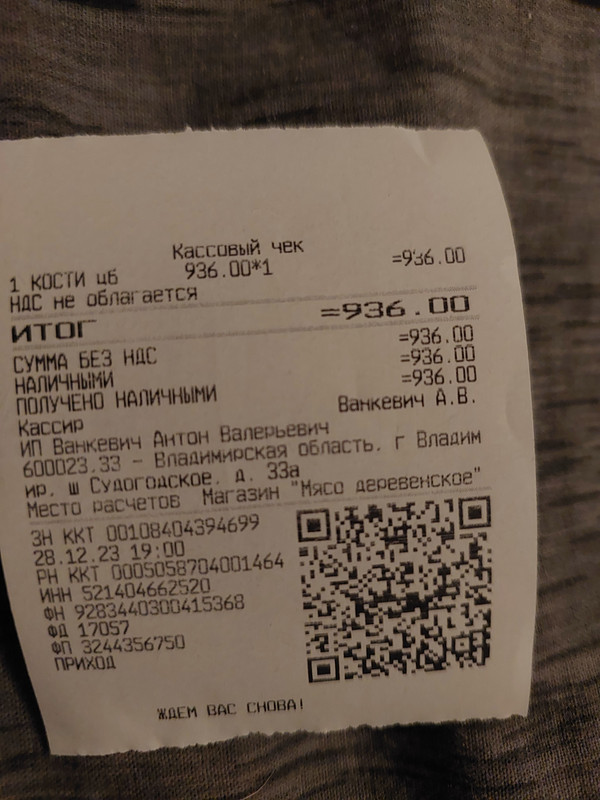 Кассовый чек
1 КОСТИ цб 936.00*1 =936.00
НДС не облагается
ИТОГ =936.00
СУММА БЕЗ НДС =936.00
НАЛИЧНЫМИ =936.00
ПОЛУЧЕНО НАЛИЧНЫМИ =936.00
Кассир Ванкевич А.В.
ИП Ванкевич Антон Валерьевич
600023.33 - Владимирская область. г Владим
ир. ш Судогодское. д. 33а
Место расчетов Магазин "Мясо деревенское"
ЗН ККТ 00108404394699
28.12.23 19:00
РН ККТ 0005058704001464
ИНН 521404662520
ФН 9283440300415368
ФД 17057
ФП 3244356750
ПРИХОД
ЖДЕМ ВАС СНОВА!